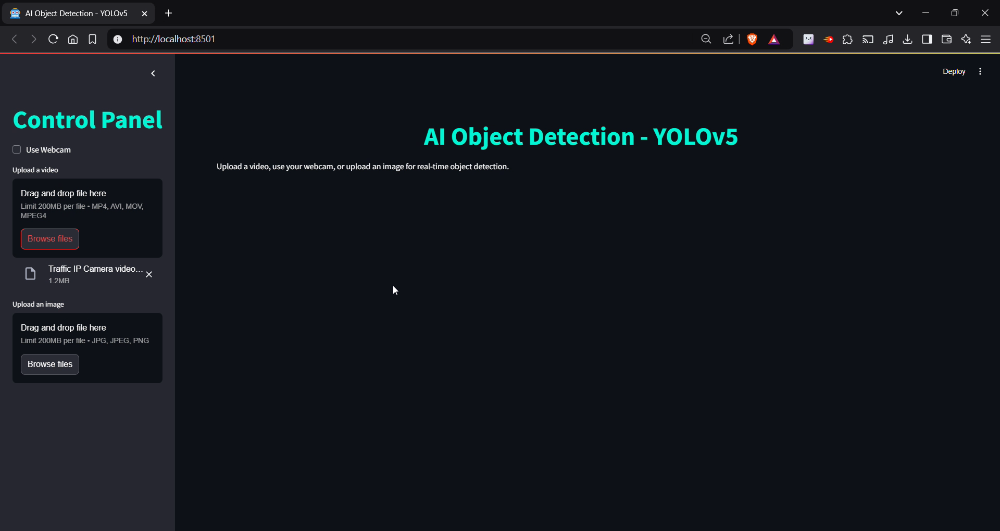 AI Object Detection - YOLOv5
http://localhost:8501
Deploy
Control Panel
Use Webcam
Upload a video
Drag and drop file here
Limit 200MB per file • MP4, AVI, MOV,
MPEG4
Browse files
Traffic IP Camera video...
1.2MB
Upload an image
Drag and drop file here
Limit 200MB per file • JPG, JPEG, PNG
Browse files
AI Object Detection - YOLOv5
Upload a video, use your webcam, or upload an image for real-time object detection.